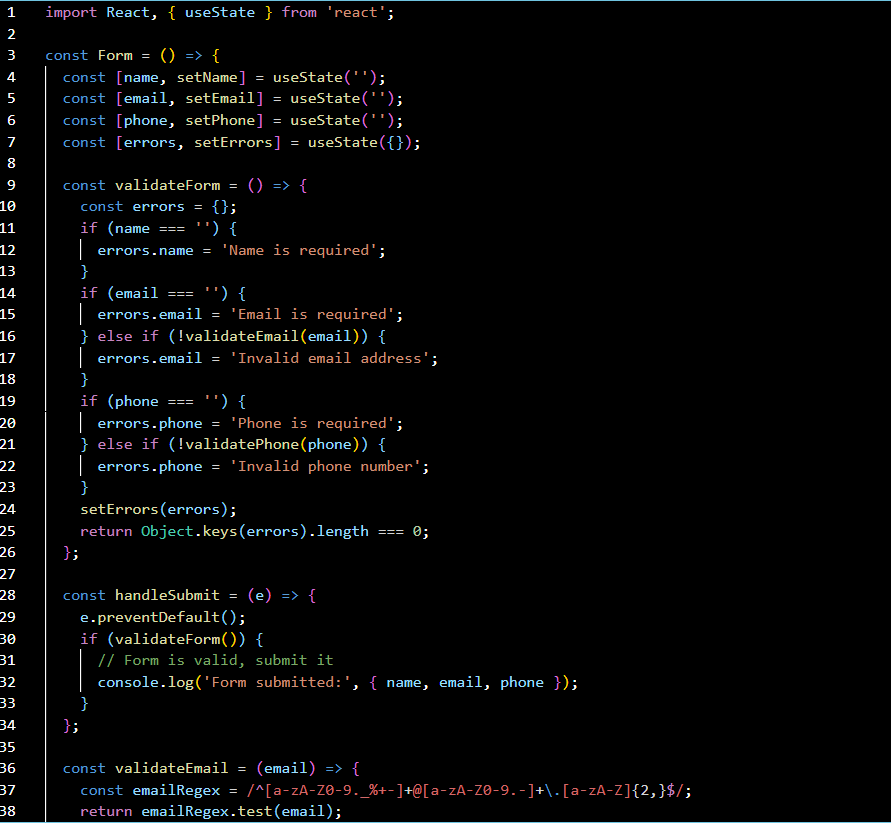 1 import React, { useState } from 'react';
2
3 const Form = () => {
4   const [name, setName] = useState('');
5   const [email, setEmail] = useState('');
6   const [phone, setPhone] = useState('');
7   const [errors, setErrors] = useState({});
8
9   const validateForm = () => {
10     const errors = {};
11     if (name === '') {
12       errors.name = 'Name is required';
13     }
14     if (email === '') {
15       errors.email = 'Email is required';
16     } else if (!validateEmail(email)) {
17       errors.email = 'Invalid email address';
18     }
19     if (phone === '') {
20       errors.phone = 'Phone is required';
21     } else if (!validatePhone(phone)) {
22       errors.phone = 'Invalid phone number';
23     }
24     setErrors(errors);
25     return Object.keys(errors).length === 0;
26   };
27
28   const handleSubmit = (e) => {
29     e.preventDefault();
30     if (validateForm()) {
31       // Form is valid, submit it
32       console.log('Form submitted:', { name, email, phone });
33     }
34   };
35
36   const validateEmail = (email) => {
37     const emailRegex = /^[a-zA-Z0-9._%+-]+@[a-zA-Z0-9.-]+\.[a-zA-Z]{2,}$/;
38     return emailRegex.test(email);